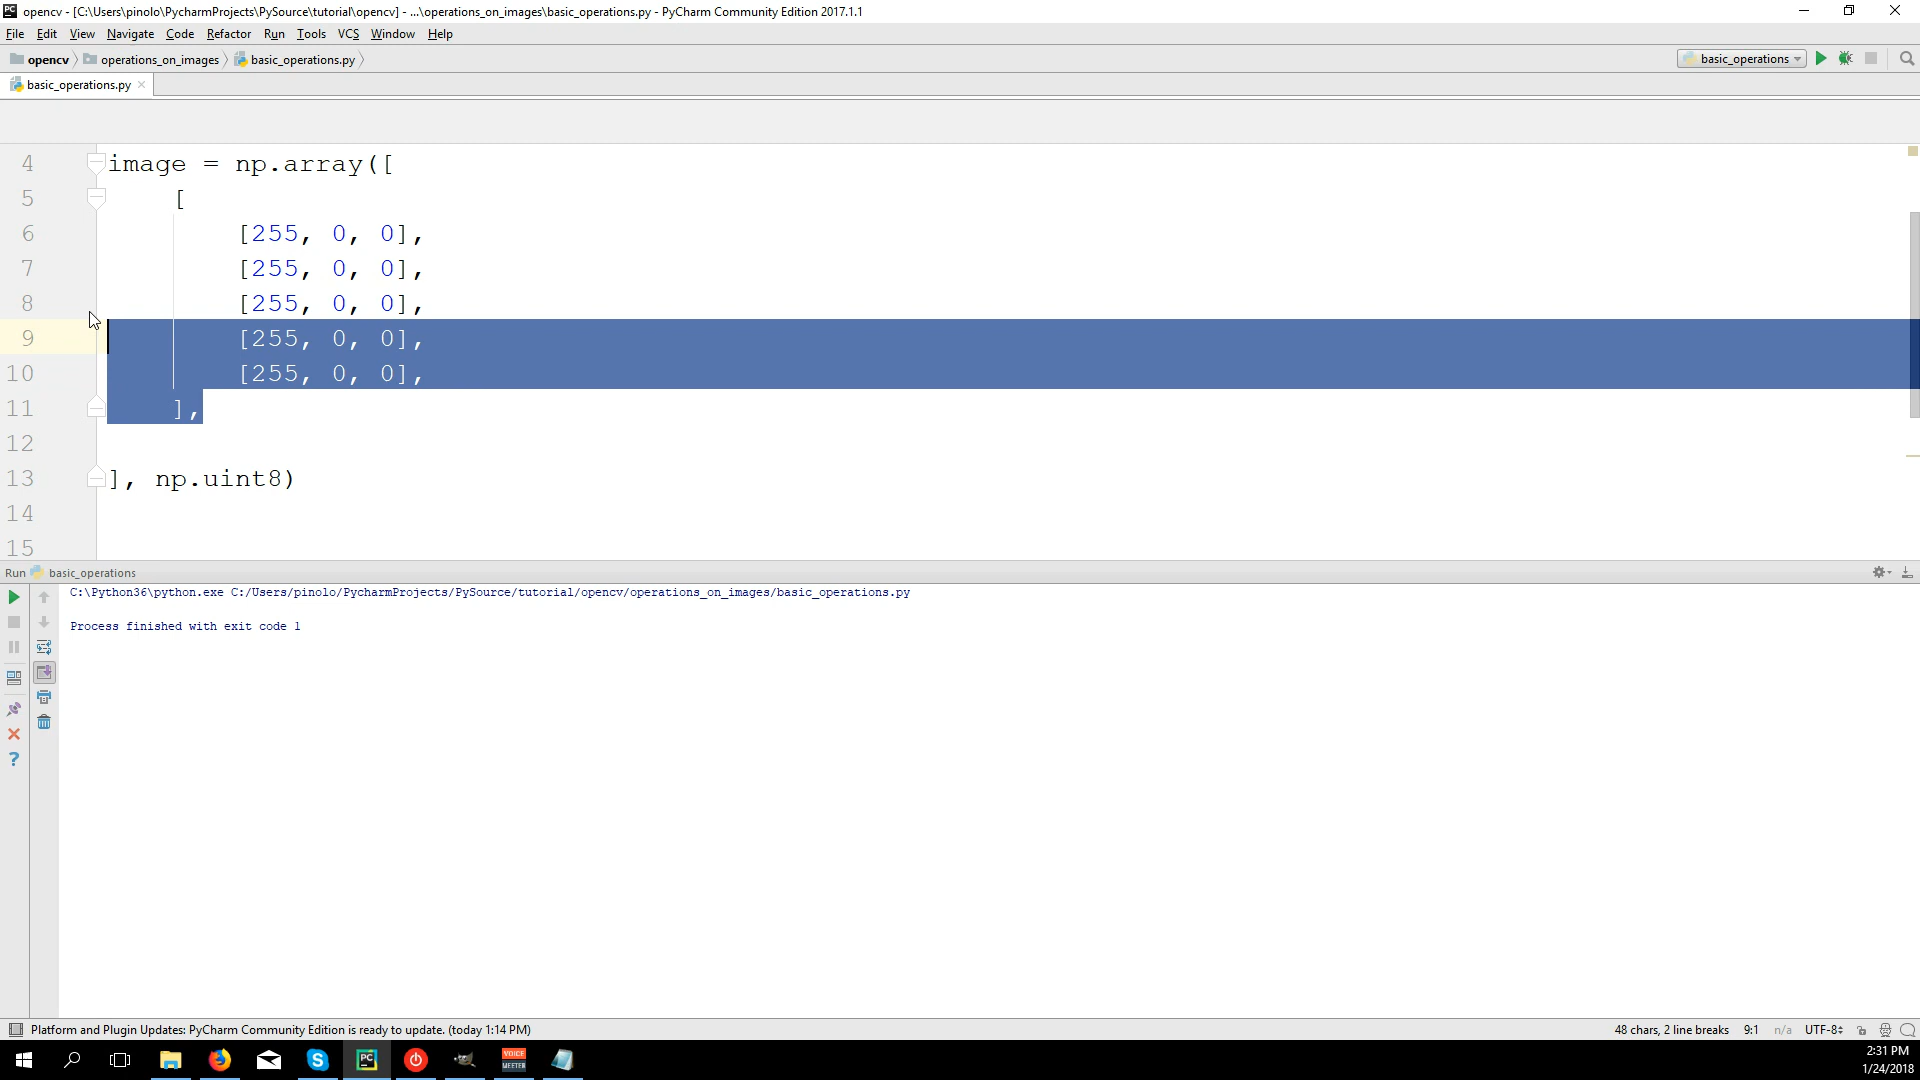 PC opencv - [C:\Users\pinolo\PycharmProjects\PySource\tutorial\opencv] - ...\operations_on_images\basic_operations.py - PyCharm Community Edition 2017.1.1
File Edit View Navigate Code Refactor Run Tools VCS Window Help
opencv operations_on_images basic_operations.py basic_operations
basic_operations.py
4 image = np.array([
5 [
6 [255, 0, 0],
7 [255, 0, 0],
8 [255, 0, 0],
9 [255, 0, 0],
10 [255, 0, 0],
11 ],
12
13 ], np.uint8)
14
15
Run basic_operations
C:\Python36\python.exe C:/Users/pinolo/PycharmProjects/PySource/tutorial/opencv/operations_on_images/basic_operations.py
Process finished with exit code 1
?
Platform and Plugin Updates: PyCharm Community Edition is ready to update. (today 1:14 PM) 48 chars, 2 line breaks 9:1 n/a UTF-8
S PC VOICE MEETER 2:31 PM
1/24/2018